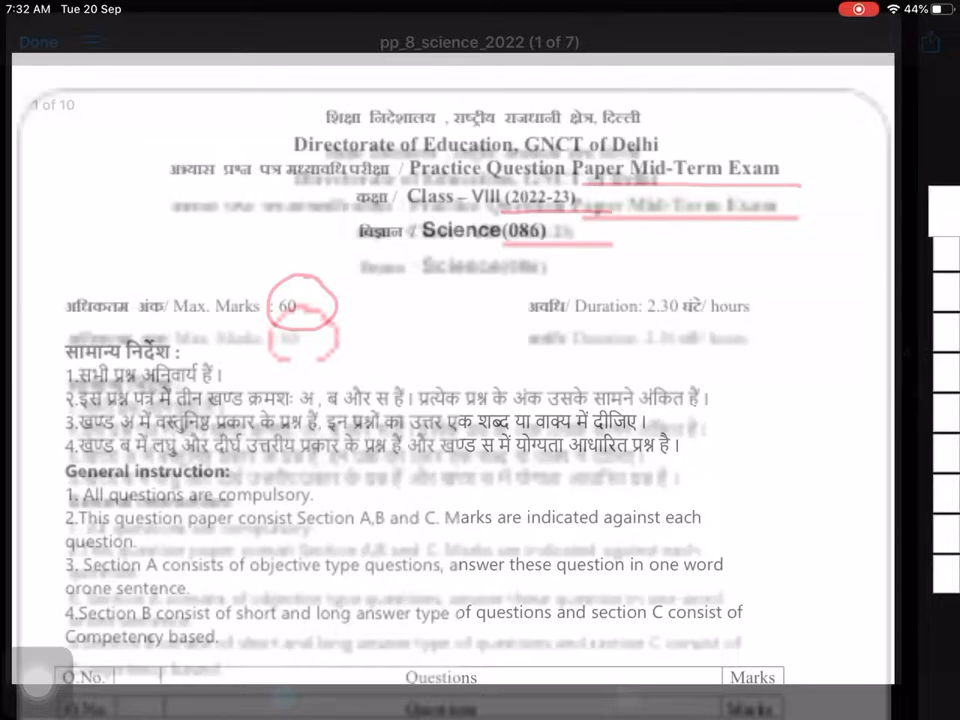 7:32 AM Tue 20 Sep
44%
Done
pp_8_science_2022 (1 of 7)
1 of 10
शिक्षा निदेशालय , राष्ट्रीय राजधानी क्षेत्र, दिल्ली
Directorate of Education, GNCT of Delhi
अभ्यास प्रश्न पत्र मध्यावधि परीक्षा / Practice Question Paper Mid-Term Exam
कक्षा / Class – VIII (2022-23)
विज्ञान / Science(086)
अधिकतम अंक/ Max. Marks : 60
अवधि/ Duration: 2.30 घंटे/ hours
सामान्य निर्देश :
1.सभी प्रश्न अनिवार्य हैं।
२.इस प्रश्न पत्र में तीन खण्ड क्रमशः अ , ब और स हैं। प्रत्येक प्रश्न के अंक उसके सामने अंकित हैं।
3.खण्ड अ में वस्तुनिष्ठ प्रकार के प्रश्न हैं, इन प्रश्नों का उत्तर एक शब्द या वाक्य में दीजिए।
4.खण्ड ब में लघु और दीर्घ उत्तरीय प्रकार के प्रश्न हैं और खण्ड स में योग्यता आधारित प्रश्न है।
General instruction:
1. All questions are compulsory.
2.This question paper consist Section A,B and C. Marks are indicated against each
question.
3. Section A consists of objective type questions, answer these question in one word
orone sentence.
4.Section B consist of short and long answer type of questions and section C consist of
Competency based.
Q.No. Questions Marks